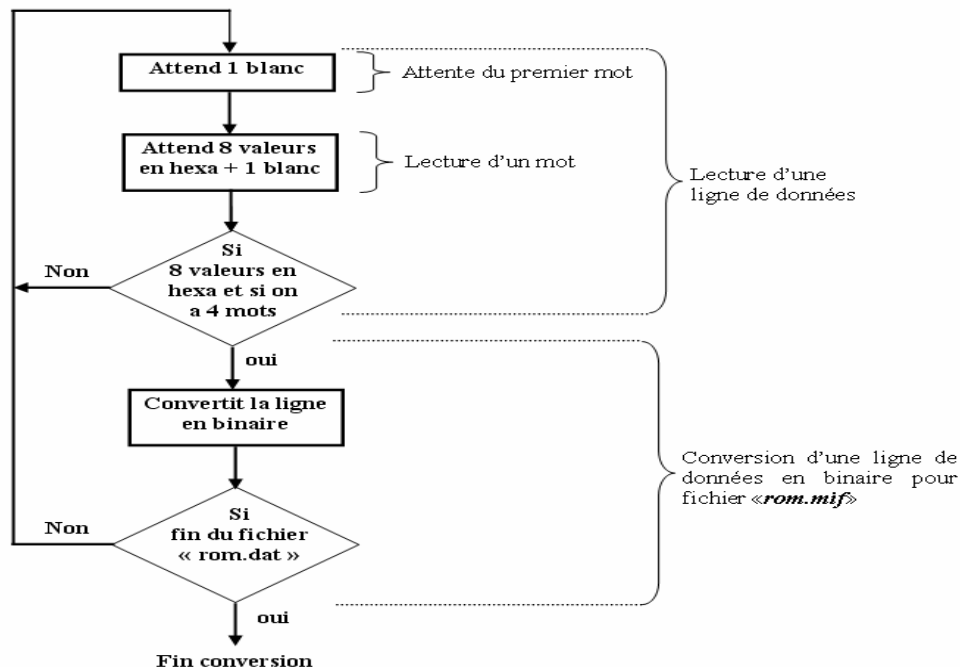 Attend 1 blanc
Attente du premier mot
Attend 8 valeurs
en hexa + 1 blanc
Lecture d'un mot
Lecture d'une
ligne de données
Si
8 valeurs en
hexa et si on
a 4 mots
Non
oui
Convertit la ligne
en binaire
Conversion d'une ligne de
données en binaire pour
fichier «rom.mif»
Si
fin du fichier
« rom.dat »
Non
oui
Fin conversion